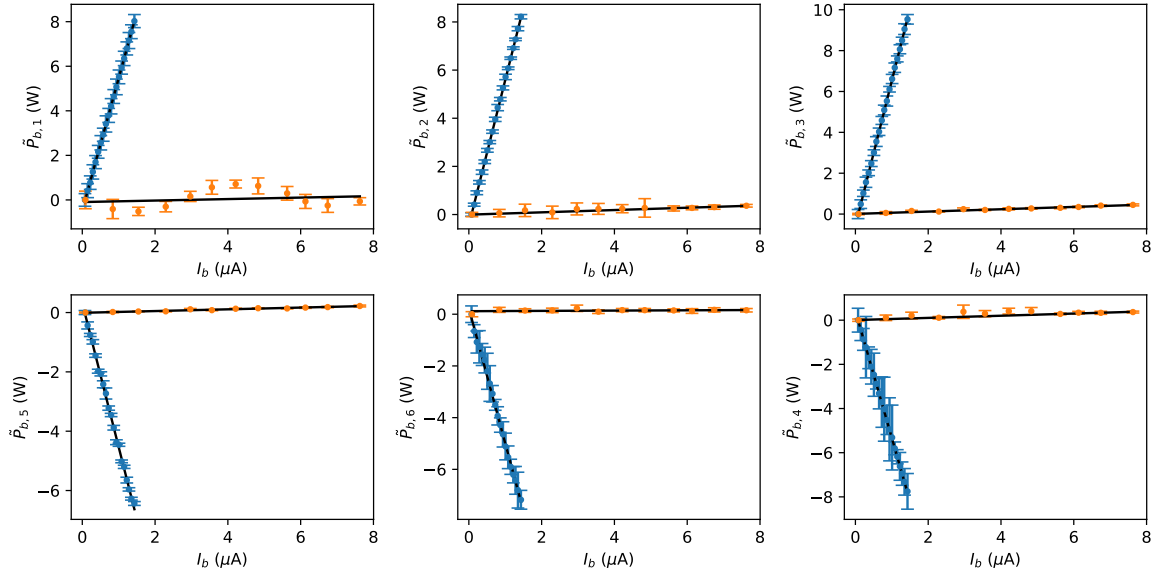 8
6
4
2
0
P̃b,1 (W)
0 2 4 6 8
Ib (μA)
8
6
4
2
0
P̃b,2 (W)
0 2 4 6 8
Ib (μA)
10
8
6
4
2
0
P̃b,3 (W)
0 2 4 6 8
Ib (μA)
0
−2
−4
−6
P̃b,5 (W)
0 2 4 6 8
Ib (μA)
0
−2
−4
−6
P̃b,6 (W)
0 2 4 6 8
Ib (μA)
0
−2
−4
−6
−8
P̃b,4 (W)
0 2 4 6 8
Ib (μA)